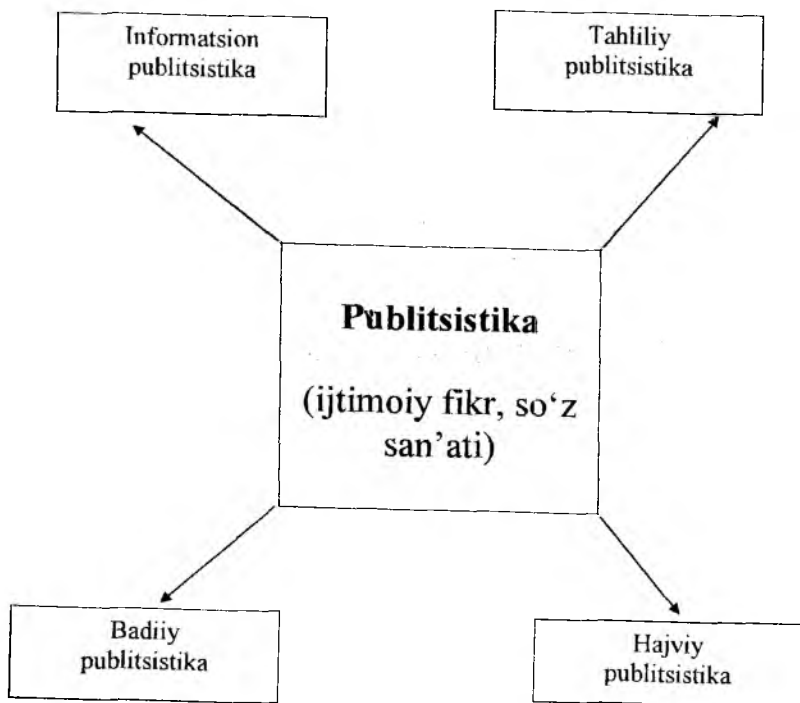 Informatsion
publitsistika
Tahliliy
publitsistika
Publitsistika
(ijtimoiy fikr, so‘z
san’ati)
Badiiy
publitsistika
Hajviy
publitsistika